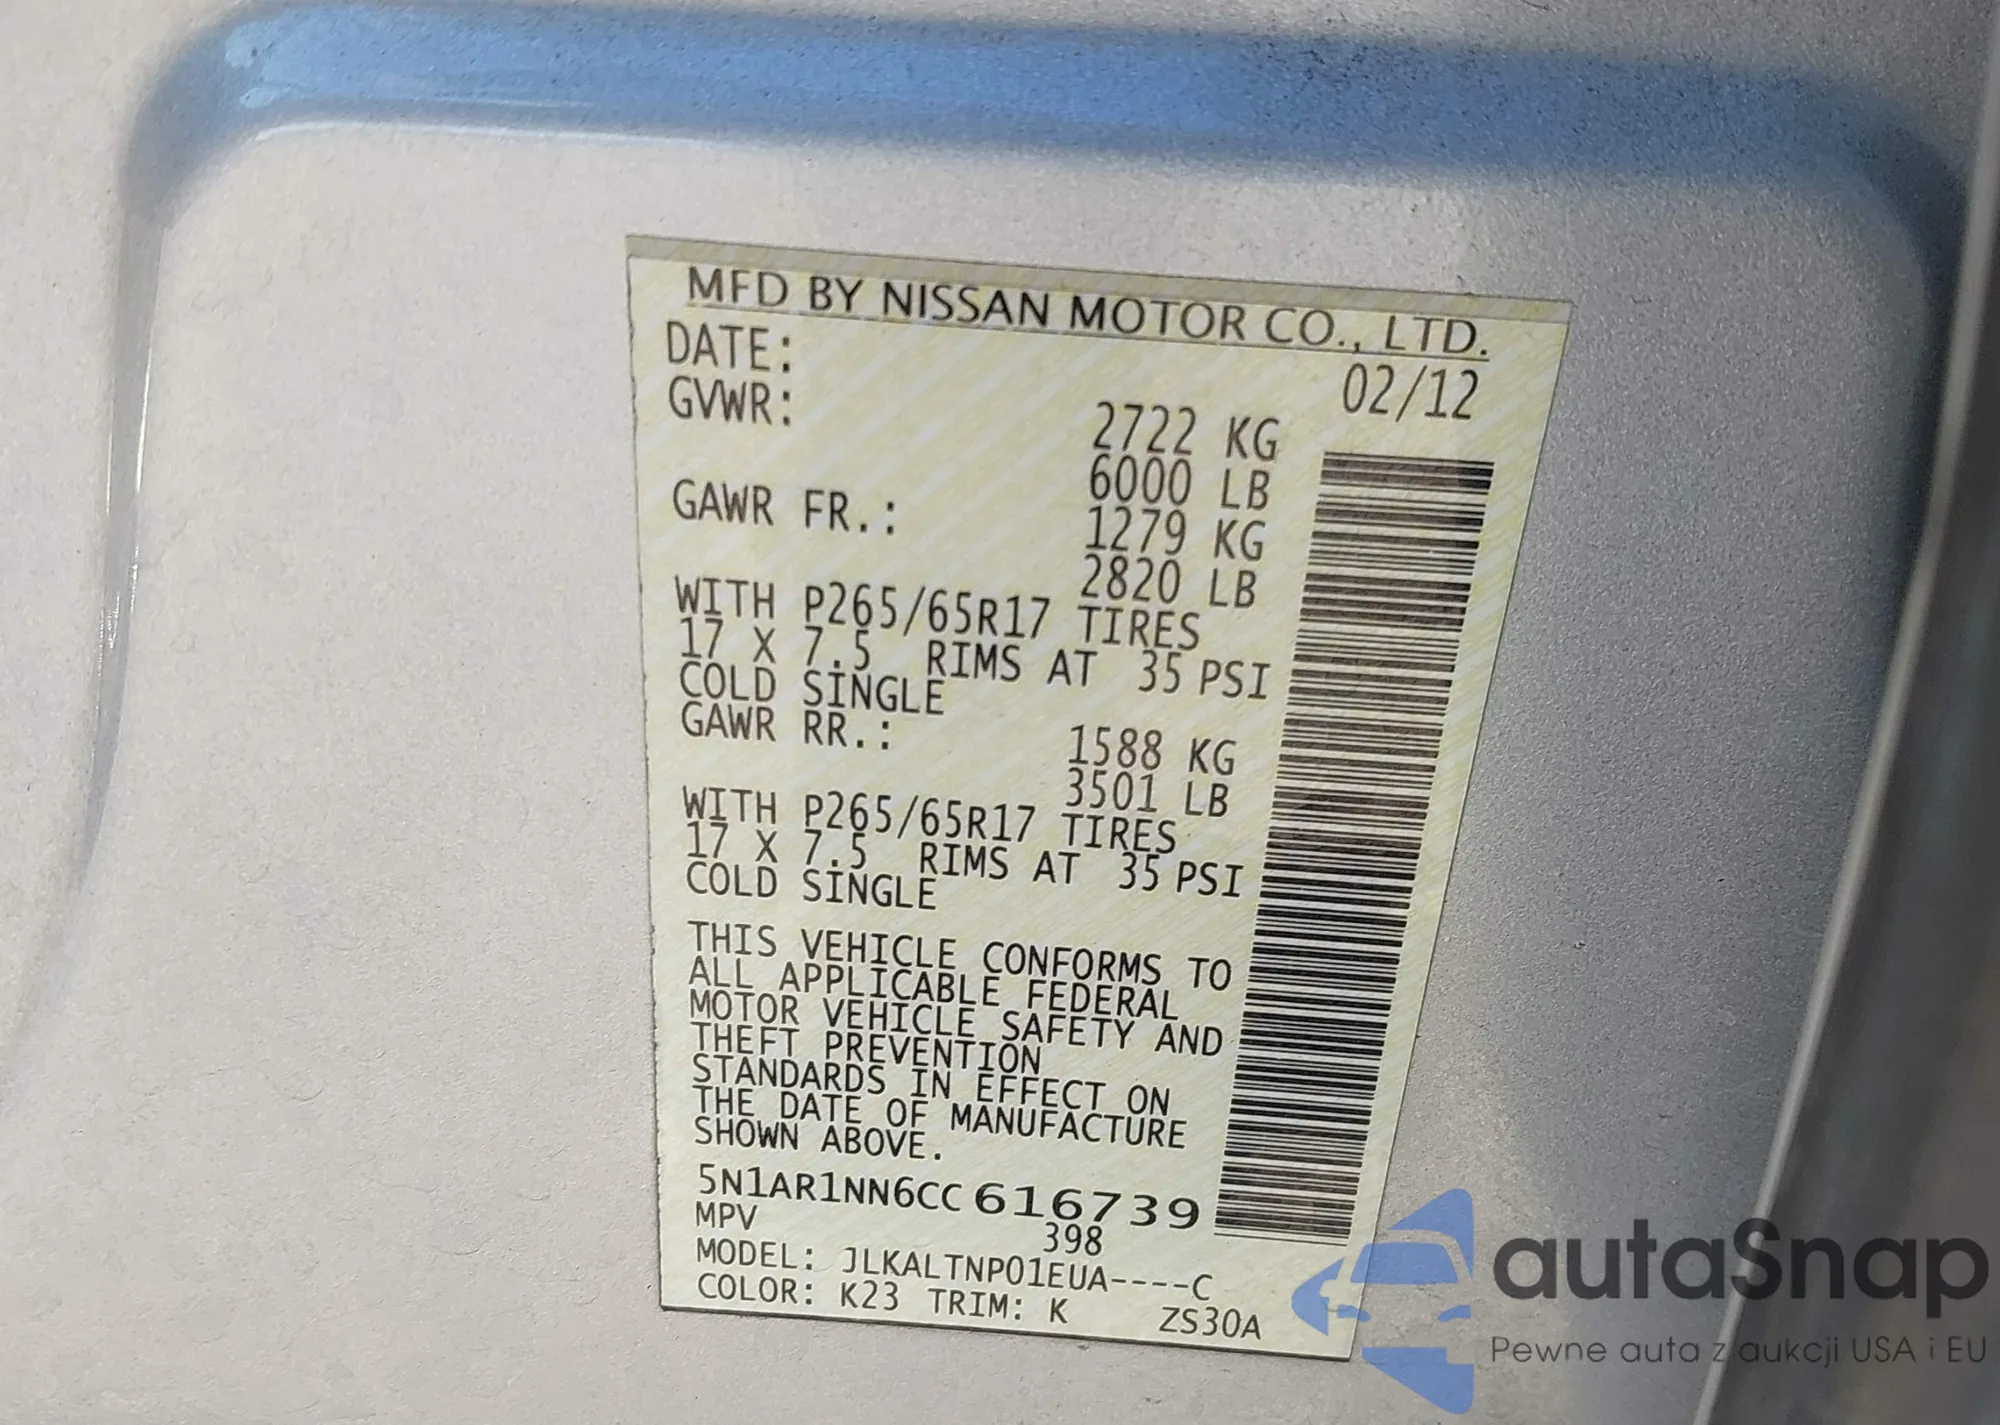 MFD BY NISSAN MOTOR CO., LTD.
DATE: 02/12
GVWR: 2722 KG
6000 LB
GAWR FR.: 1279 KG
2820 LB
WITH P265/65R17 TIRES
17 X 7.5 RIMS AT 35 PSI
COLD SINGLE
GAWR RR.: 1588 KG
3501 LB
WITH P265/65R17 TIRES
17 X 7.5 RIMS AT 35 PSI
COLD SINGLE
THIS VEHICLE CONFORMS TO
ALL APPLICABLE FEDERAL
MOTOR VEHICLE SAFETY AND
THEFT PREVENTION
STANDARDS IN EFFECT ON
THE DATE OF MANUFACTURE
SHOWN ABOVE.
5N1AR1NN6CC616739
MPV 398
MODEL: JLKALTNP01EUA----C
COLOR: K23 TRIM: K ZS30A
autaSnap
Pewne auta z aukcji USA i EU